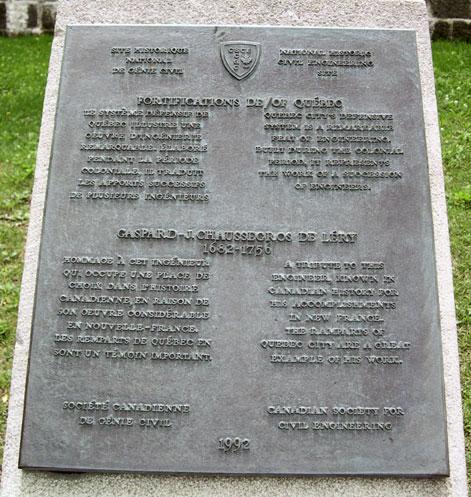 SITE HISTORIQUE
NATIONAL
DE GÉNIE CIVIL
NATIONAL HISTORIC
CIVIL ENGINEERING
SITE
FORTIFICATIONS DE/OF QUÉBEC
LE SYSTÈME DÉFENSIF DE
QUÉBEC ILLUSTRE UNE
OEUVRE D'INGÉNIERIE
REMARQUABLE. ÉLABORÉ
PENDANT LA PÉRIODE
COLONIALE, IL TRADUIT
LES APPORTS SUCCESSIFS
DE PLUSIEURS INGÉNIEURS
QUEBEC CITY'S DEFENSIVE
SYSTEM IS A REMARKABLE
FEAT OF ENGINEERING.
BUILT DURING THE COLONIAL
PERIOD, IT REPRESENTS
THE WORK OF A SUCCESSION
OF ENGINEERS.
GASPARD-J. CHAUSSEGROS DE LÉRY
1682-1756
HOMMAGE À CET INGÉNIEUR
QUI OCCUPE UNE PLACE DE
CHOIX DANS L'HISTOIRE
CANADIENNE EN RAISON DE
SON OEUVRE CONSIDÉRABLE
EN NOUVELLE-FRANCE.
LES REMPARTS DE QUÉBEC EN
SONT UN TÉMOIN IMPORTANT.
A TRIBUTE TO THIS
ENGINEER, KNOWN IN
CANADIAN HISTORY FOR
HIS ACCOMPLISHMENTS
IN NEW FRANCE.
THE RAMPARTS OF
QUEBEC CITY ARE A GREAT
EXAMPLE OF HIS WORK.
SOCIÉTÉ CANADIENNE
DE GÉNIE CIVIL
CANADIAN SOCIETY FOR
CIVIL ENGINEERING
1992